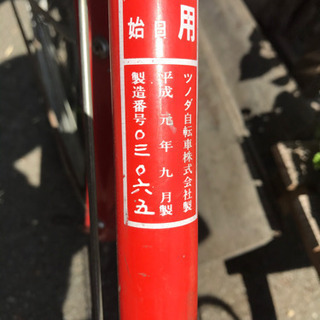 用
自
始
ツノダ自転車株式会社製
平成元年九月製
製造番号〇三〇六五